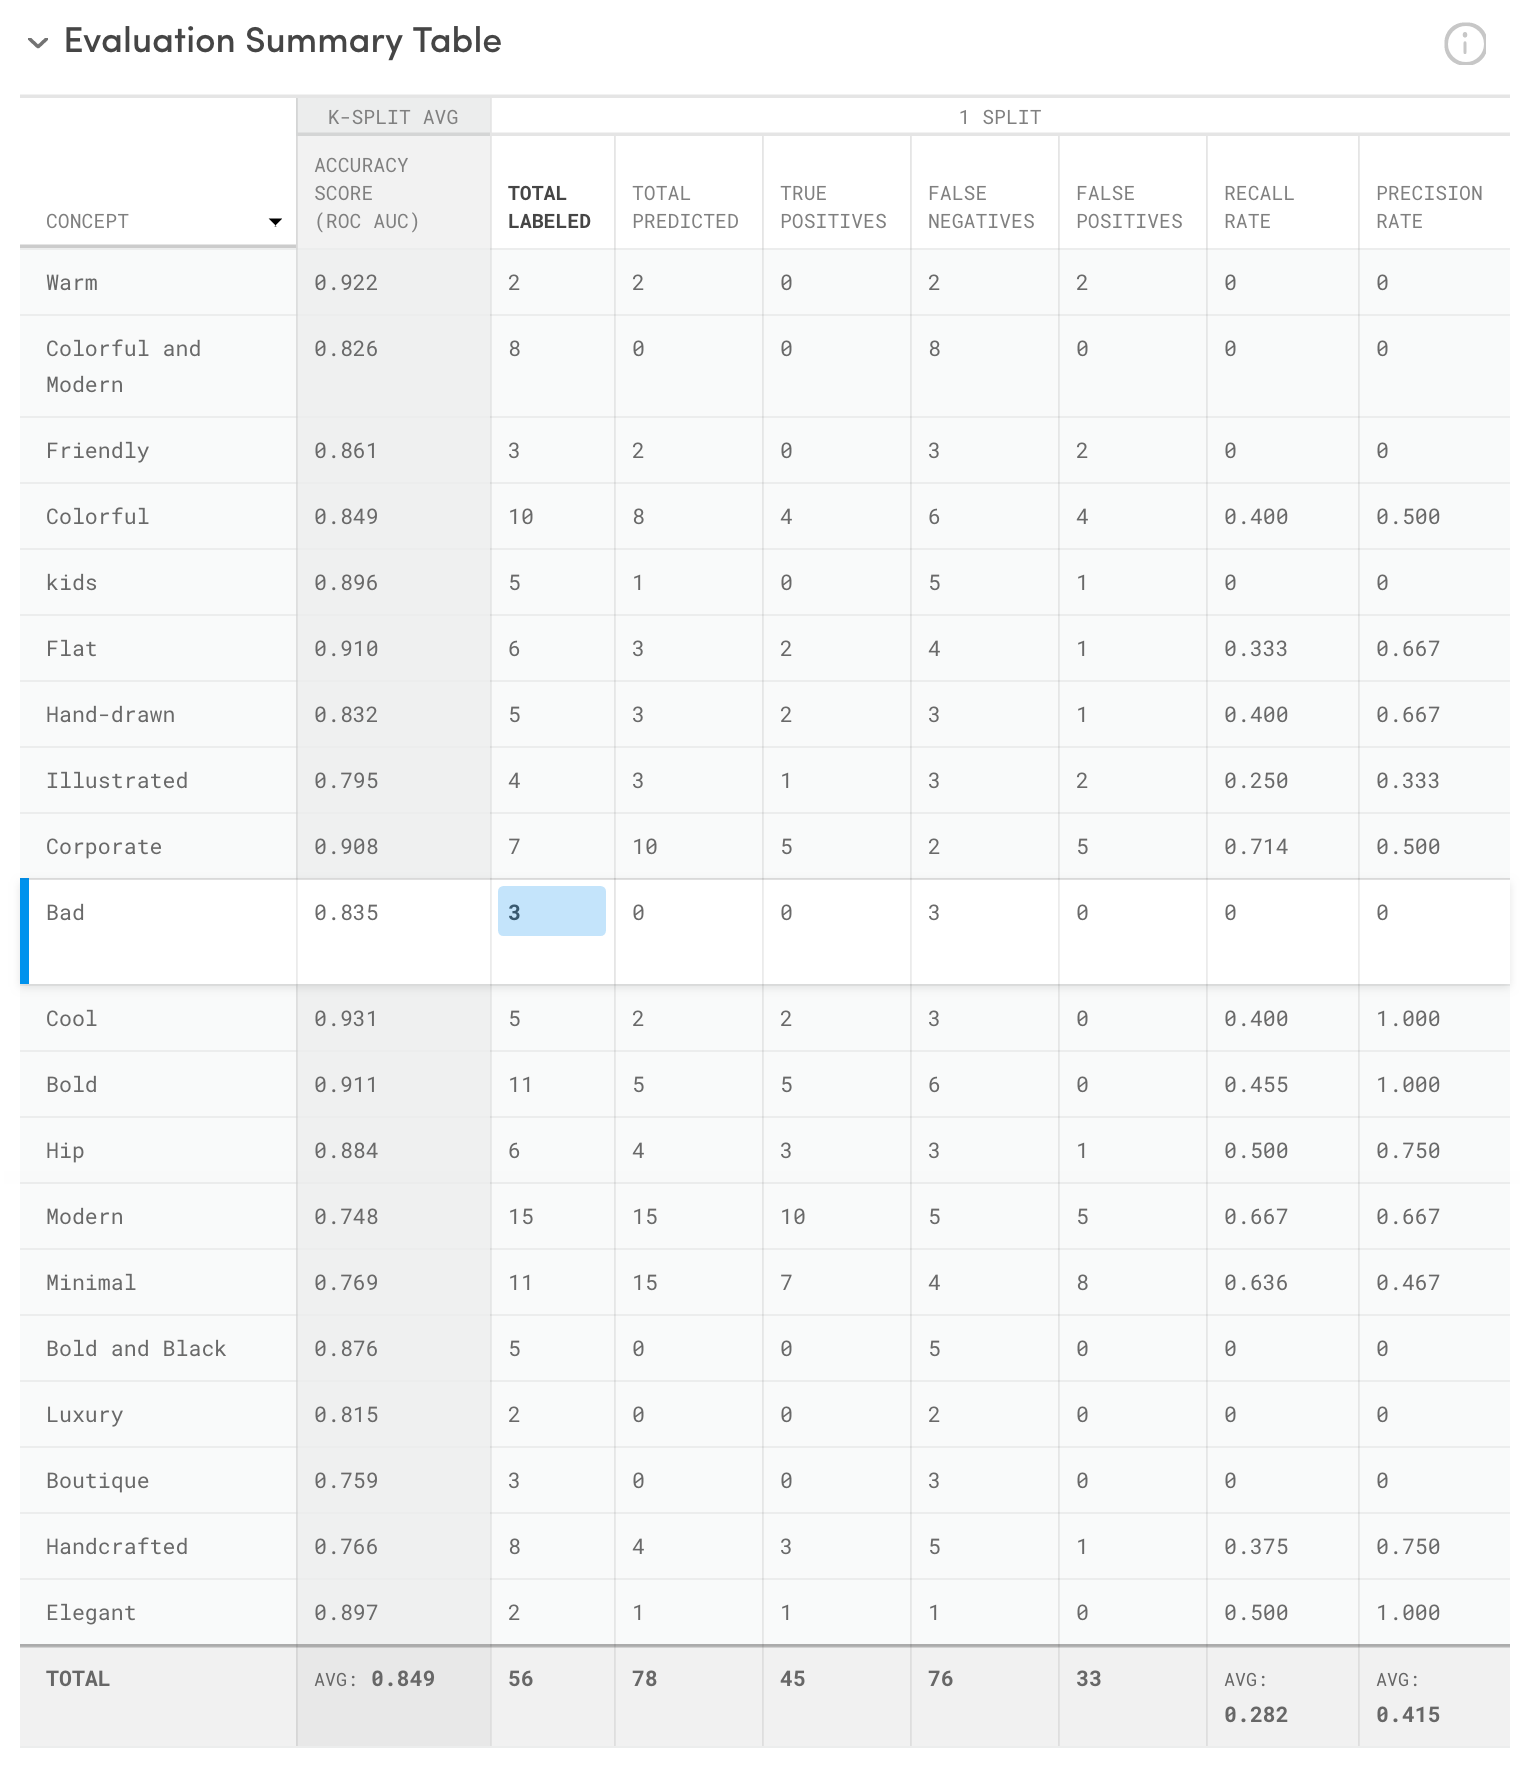 Evaluation Summary Table
K-SPLIT AVG 1 SPLIT
CONCEPT ACCURACY SCORE (ROC AUC) TOTAL LABELED TOTAL PREDICTED TRUE POSITIVES FALSE NEGATIVES FALSE POSITIVES RECALL RATE PRECISION RATE
Warm 0.922 2 2 0 2 2 0 0
Colorful and Modern 0.826 8 0 0 8 0 0 0
Friendly 0.861 3 2 0 3 2 0 0
Colorful 0.849 10 8 4 6 4 0.400 0.500
kids 0.896 5 1 0 5 1 0 0
Flat 0.910 6 3 2 4 1 0.333 0.667
Hand-drawn 0.832 5 3 2 3 1 0.400 0.667
Illustrated 0.795 4 3 1 3 2 0.250 0.333
Corporate 0.908 7 10 5 2 5 0.714 0.500
Bad 0.835 3 0 0 3 0 0 0
Cool 0.931 5 2 2 3 0 0.400 1.000
Bold 0.911 11 5 5 6 0 0.455 1.000
Hip 0.884 6 4 3 3 1 0.500 0.750
Modern 0.748 15 15 10 5 5 0.667 0.667
Minimal 0.769 11 15 7 4 8 0.636 0.467
Bold and Black 0.876 5 0 0 5 0 0 0
Luxury 0.815 2 0 0 2 0 0 0
Boutique 0.759 3 0 0 3 0 0 0
Handcrafted 0.766 8 4 3 5 1 0.375 0.750
Elegant 0.897 2 1 1 1 0 0.500 1.000
TOTAL AVG: 0.849 56 78 45 76 33 AVG: 0.282 AVG: 0.415